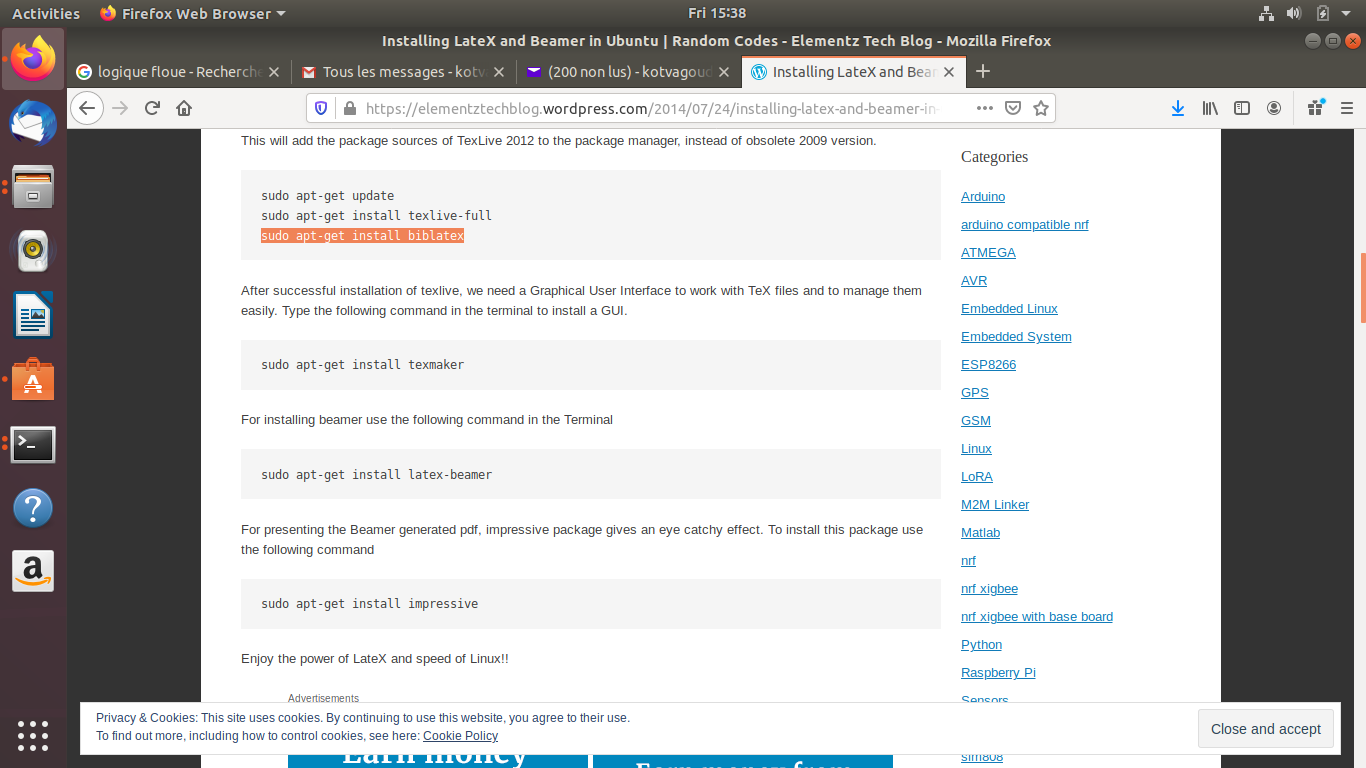 Activities
Firefox Web Browser
Fri 15:38
Installing LateX and Beamer in Ubuntu | Random Codes - Elementz Tech Blog - Mozilla Firefox
logique floue - Recherche
Tous les messages - kotva
(200 non lus) - kotvagoud
Installing LateX and Bear
https://elementztechblog.wordpress.com/2014/07/24/installing-latex-and-beamer-in-
This will add the package sources of TexLive 2012 to the package manager, instead of obsolete 2009 version.
sudo apt-get update
sudo apt-get install texlive-full
sudo apt-get install biblatex
After successful installation of texlive, we need a Graphical User Interface to work with TeX files and to manage them
easily. Type the following command in the terminal to install a GUI.
sudo apt-get install texmaker
For installing beamer use the following command in the Terminal
sudo apt-get install latex-beamer
For presenting the Beamer generated pdf, impressive package gives an eye catchy effect. To install this package use
the following command
sudo apt-get install impressive
Enjoy the power of LateX and speed of Linux!!
Advertisements
Categories
Arduino
arduino compatible nrf
ATMEGA
AVR
Embedded Linux
Embedded System
ESP8266
GPS
GSM
Linux
LoRA
M2M Linker
Matlab
nrf
nrf xigbee
nrf xigbee with base board
Python
Raspberry Pi
Sensors
sim808
Privacy & Cookies: This site uses cookies. By continuing to use this website, you agree to their use.
To find out more, including how to control cookies, see here: Cookie Policy
Close and accept
Earn money
Earn money from